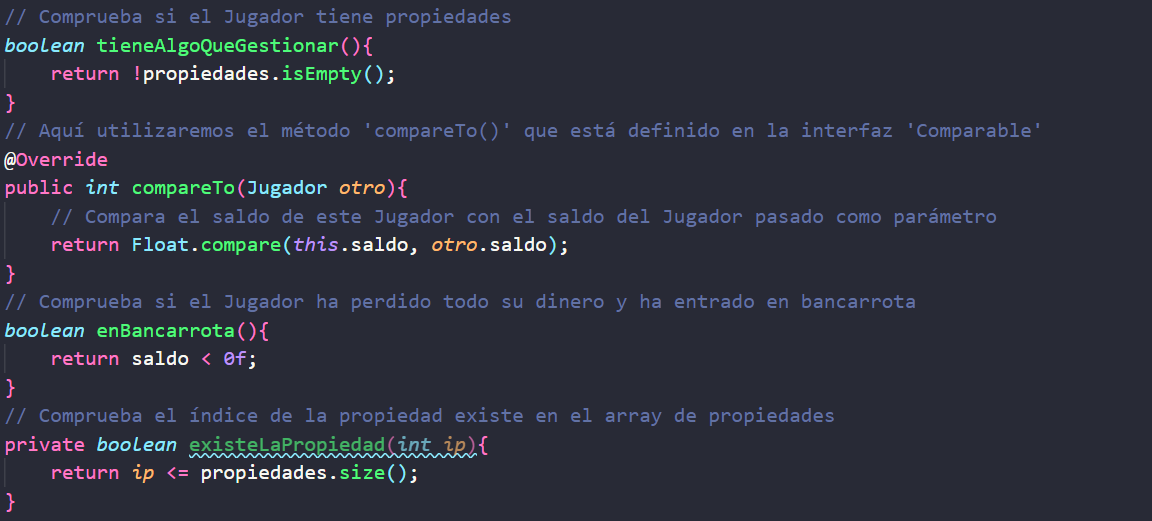 // Comprueba si el Jugador tiene propiedades
boolean tieneAlgoQueGestionar(){
    return !propiedades.isEmpty();
}
// Aquí utilizaremos el método 'compareTo()' que está definido en la interfaz 'Comparable'
@Override
public int compareTo(Jugador otro){
    // Compara el saldo de este Jugador con el saldo del Jugador pasado como parámetro
    return Float.compare(this.saldo, otro.saldo);
}
// Comprueba si el Jugador ha perdido todo su dinero y ha entrado en bancarrota
boolean enBancarrota(){
    return saldo < 0f;
}
// Comprueba el índice de la propiedad existe en el array de propiedades
private boolean existeLaPropiedad(int ip){
    return ip <= propiedades.size();
}